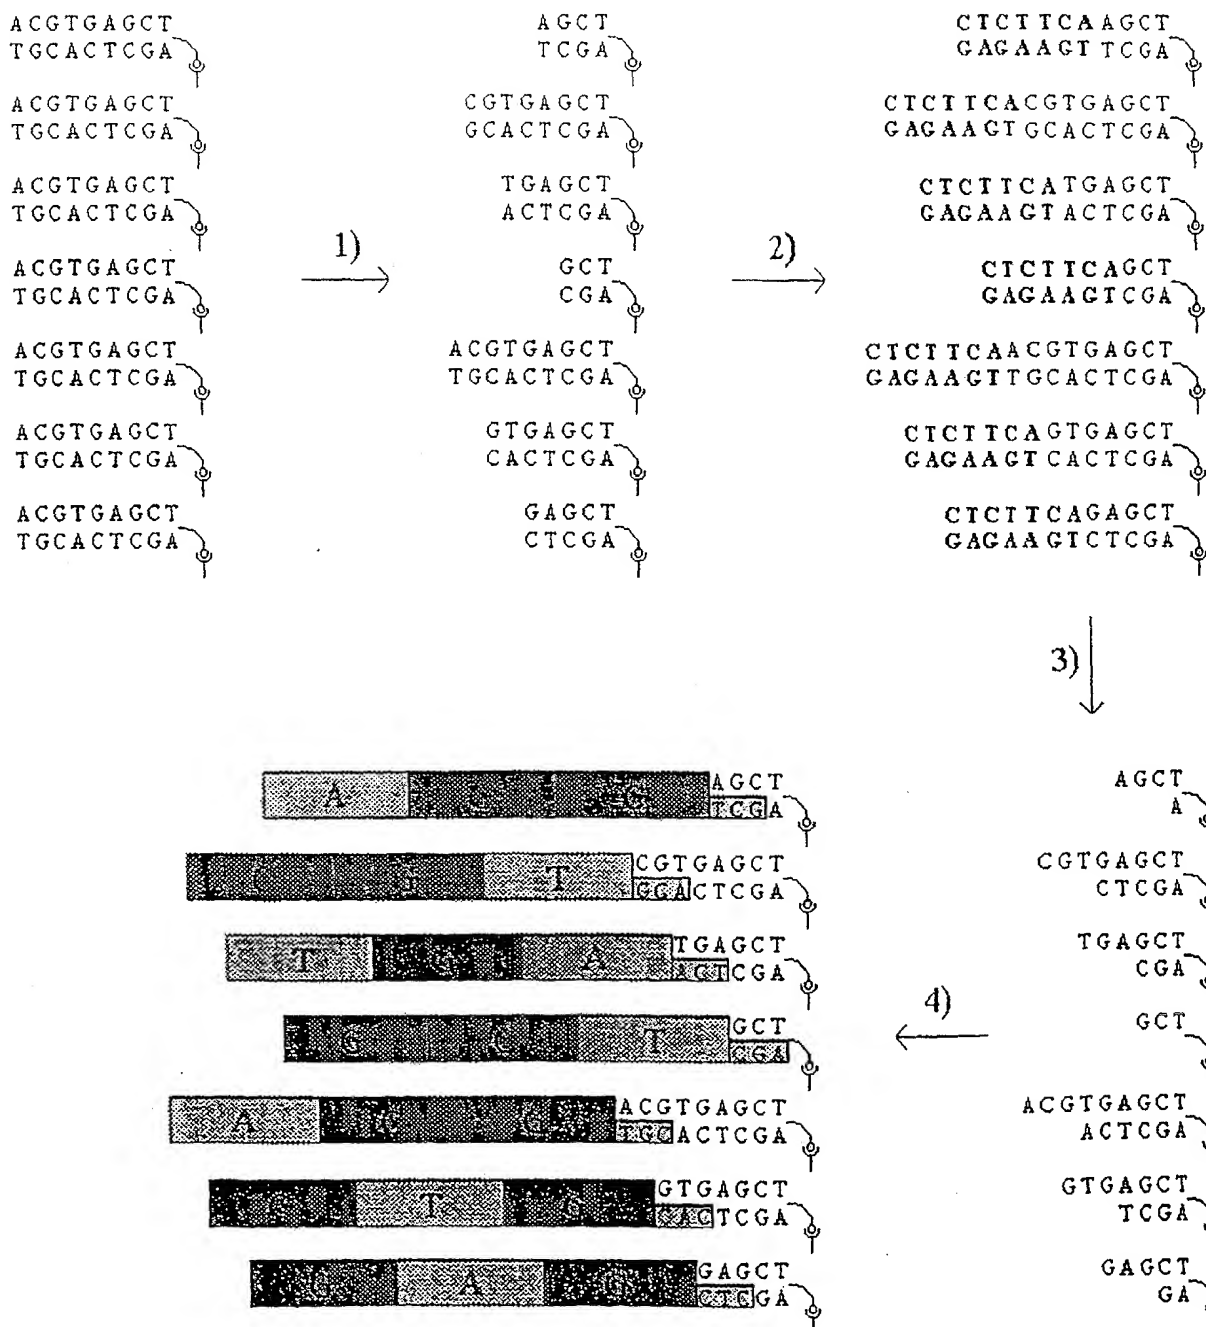 ACGTGAGCT
TGCACTCGA
ACGTGAGCT
TGCACTCGA
ACGTGAGCT
TGCACTCGA
ACGTGAGCT
TGCACTCGA
ACGTGAGCT
TGCACTCGA
ACGTGAGCT
TGCACTCGA
ACGTGAGCT
TGCACTCGA
1)
AGCT
TCGA
CGTGAGCT
GCACTCGA
TGAGCT
ACTCGA
GCT
CGA
ACGTGAGCT
TGCACTCGA
GTGAGCT
CACTCGA
GAGCT
CTCGA
2)
CTCTTCAAGCT
GAGAAGTTCGA
CTCTTCACGTGAGCT
GAGAAGTGCACTCGA
CTCTTCATGAGCT
GAGAAGTACTCGA
CTCTTCAGCT
GAGAAGTCGA
CTCTTCAACGTGAGCT
GAGAAGTTGCACTCGA
CTCTTCAGTGAGCT
GAGAAGTCACTCGA
CTCTTCAGAGCT
GAGAAGTCTCGA
3)
AGCT
A
CGTGAGCT
CTCGA
TGAGCT
CGA
GCT
ACGTGAGCT
ACTCGA
GTGAGCT
TCGA
GAGCT
GA
4)
A G AGCT
TCGA
T CGTGAGCT
GCACTCGA
T G A TGAGCT
ACTCGA
G C T GCT
CGA
A C G ACGTGAGCT
TGCACTCGA
G T G GTGAGCT
CACTCGA
G A G GAGCT
CTCGA